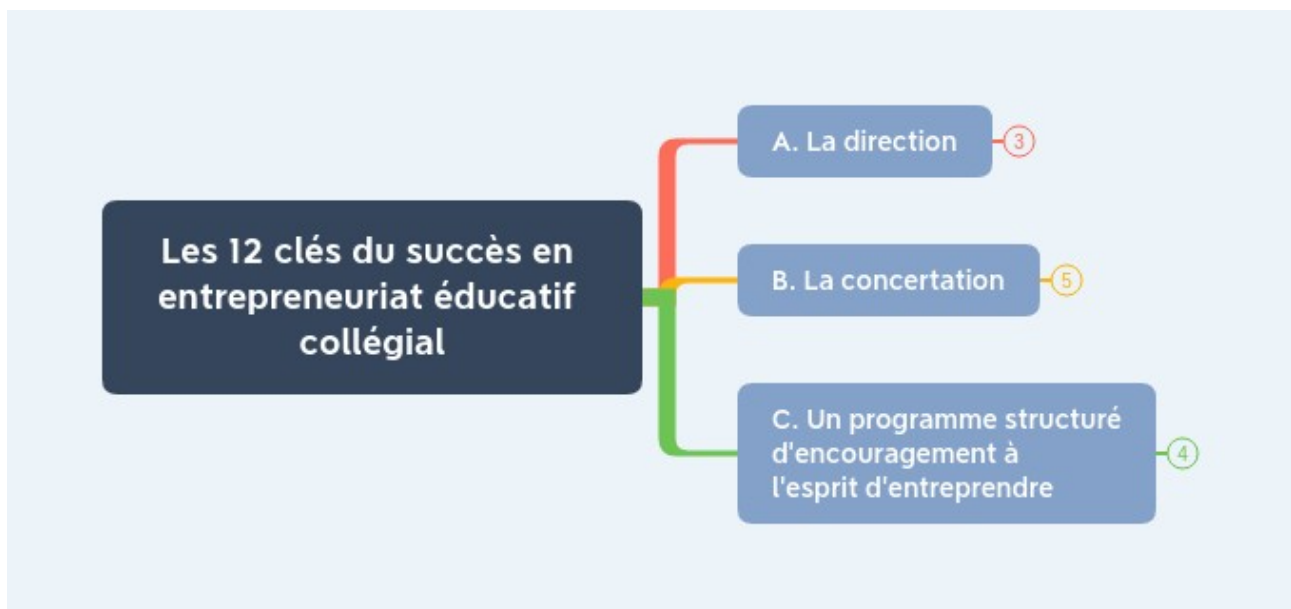 Les 12 clés du succès en
entrepreneuriat éducatif
collégial
A. La direction
3
B. La concertation
5
C. Un programme structuré
d'encouragement à
l'esprit d'entreprendre
4